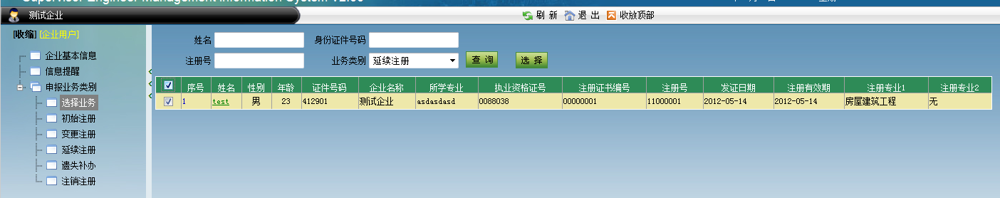 Supervisor Engineer Management Information System
测试企业 刷 新 退 出 收放顶部
[收缩] [企业用户]
企业基本信息
信息提醒
申报业务类别
选择业务
初始注册
变更注册
延续注册
遗失补办
注销注册
姓名 身份证件号码
注册号 业务类别 延续注册 查 询 选 择
序号 姓名 性别 年龄 证件号码 企业名称 所学专业 执业资格证号 注册证书编号 注册号 发证日期 注册有效期 注册专业1 注册专业2
1 test 男 23 412901 测试企业 asdasdasd 0088038 00000001 11000001 2012-05-14 2012-05-14 房屋建筑工程 无